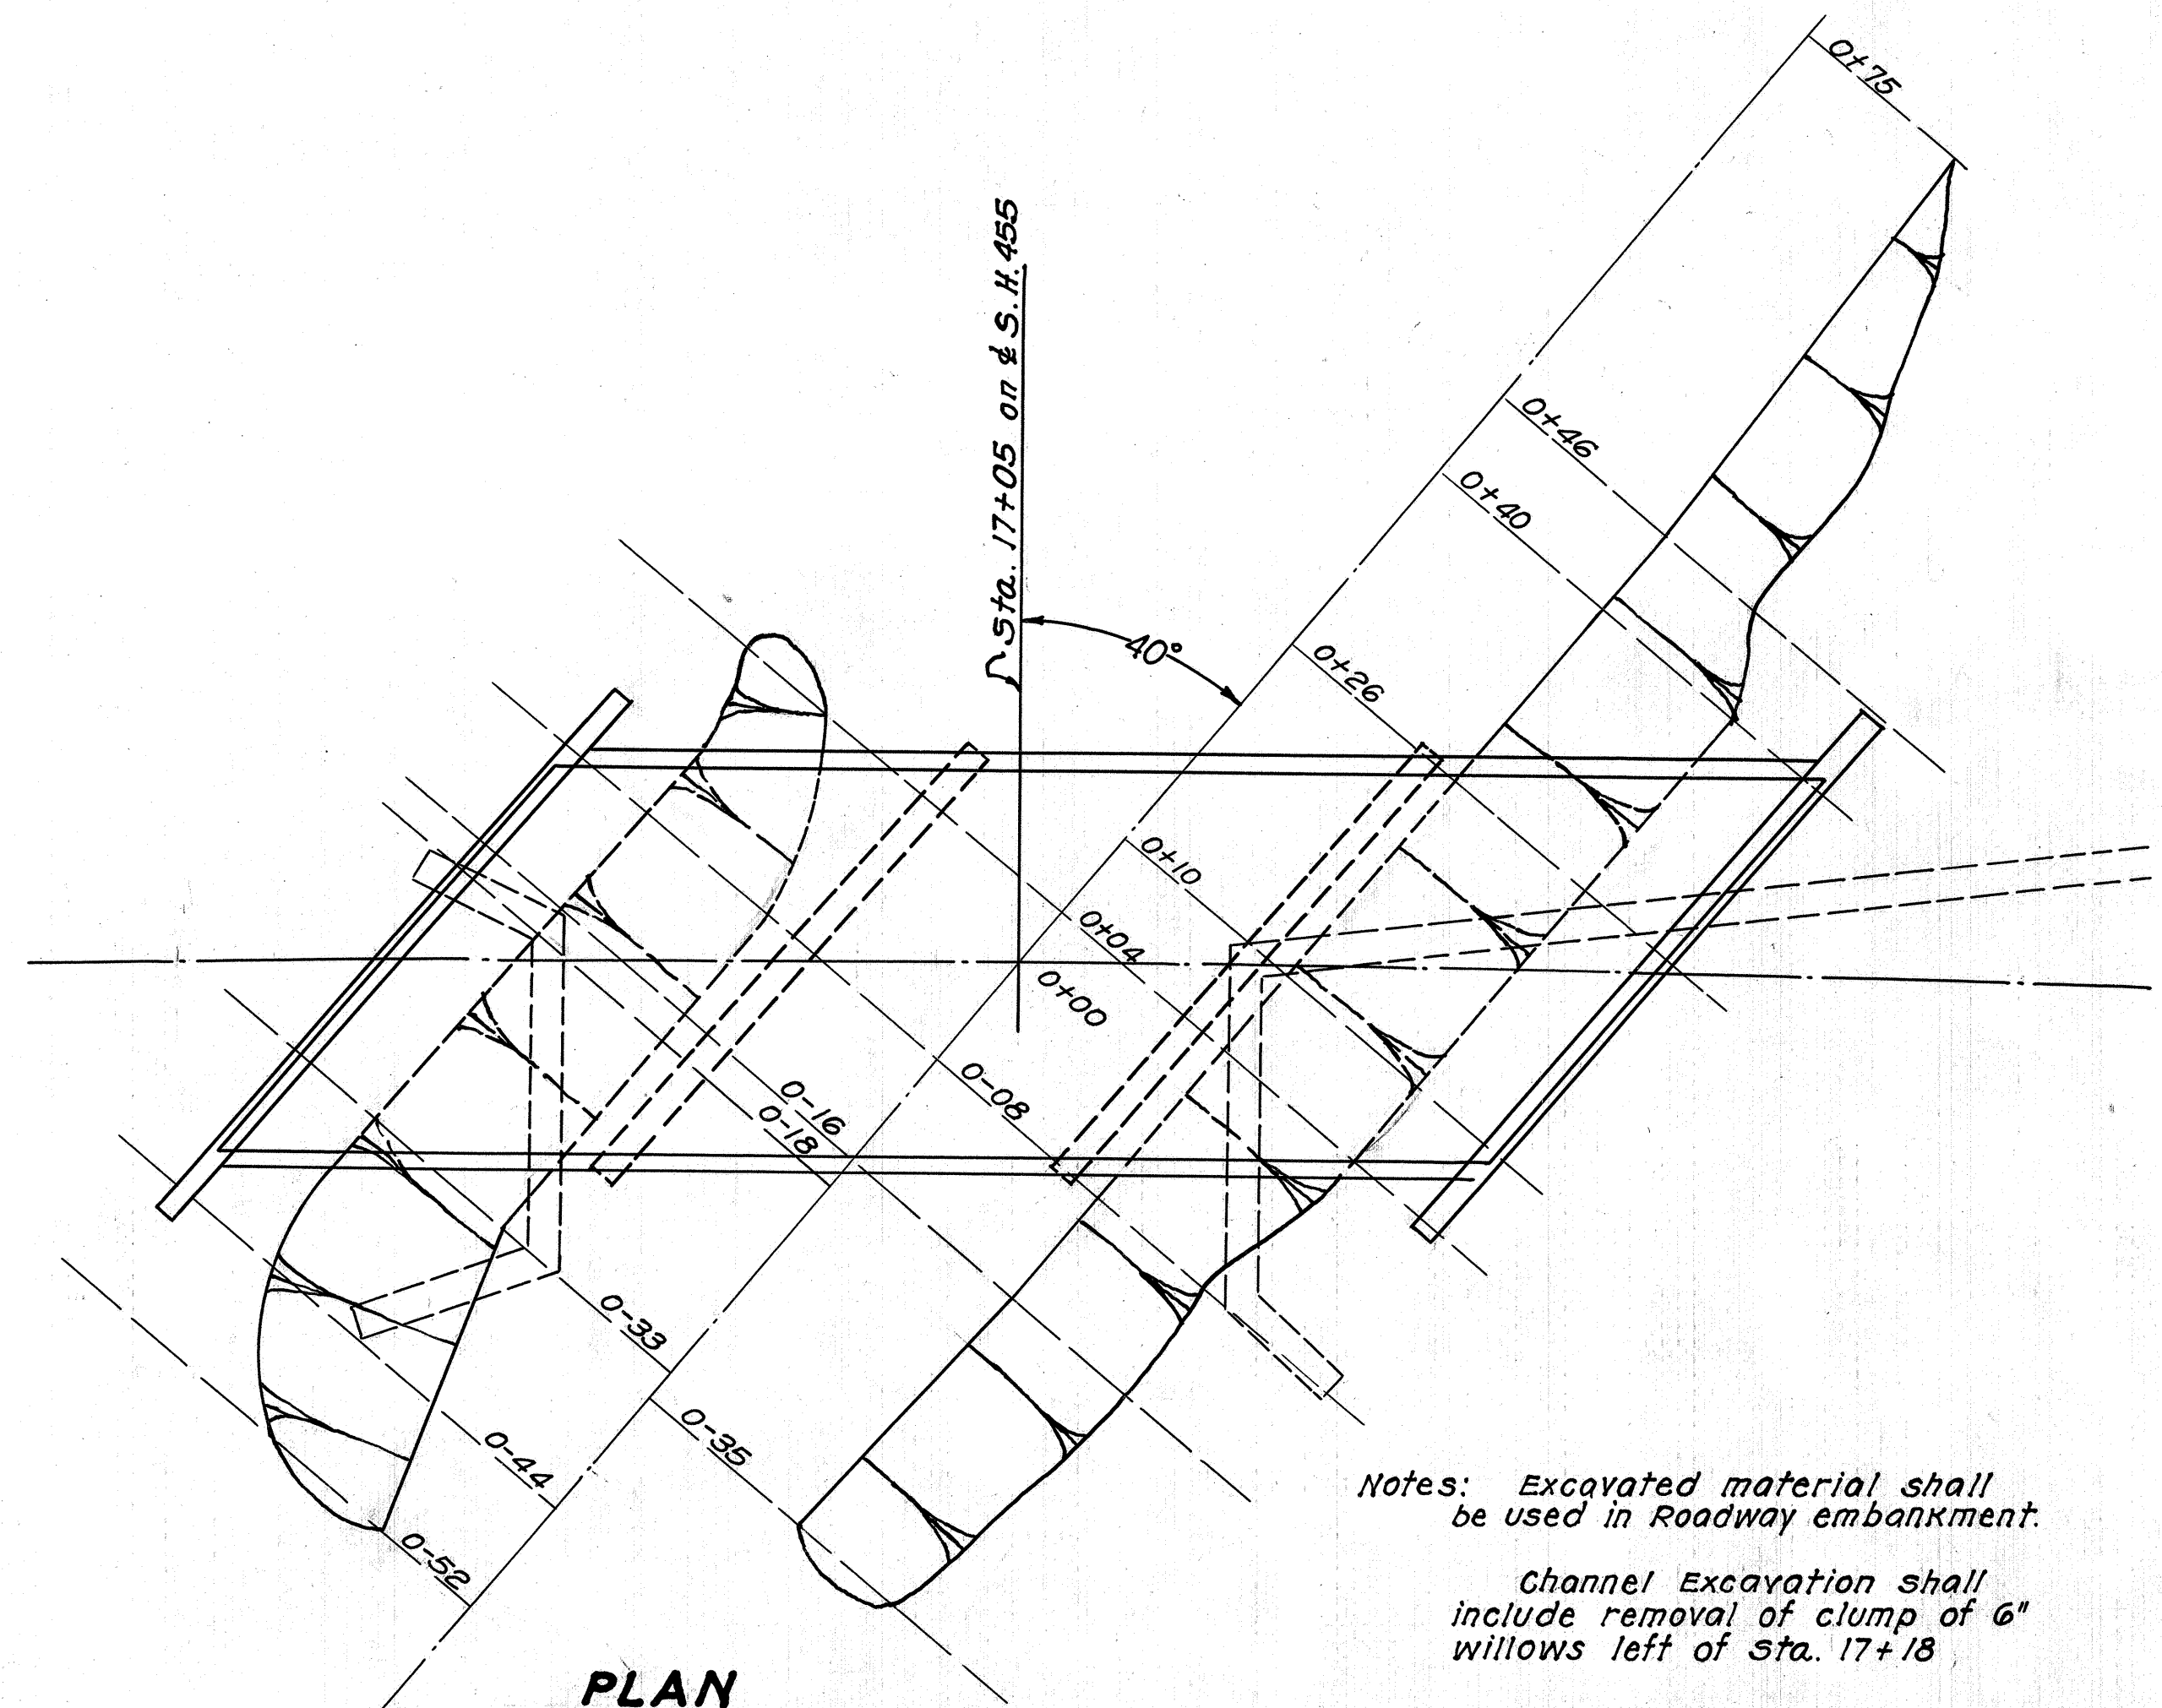 0+75
Sta. 17+05 on ℄ S.H. 455
0+46
0+40
40°
0+26
0+10
0+04
0+00
0-08
0-16
0-18
0-33
0-35
0-44
0-52
Notes: Excavated material shall
be used in Roadway embankment.
Channel Excavation shall
include removal of clump of 6"
willows left of sta. 17+18
PLAN